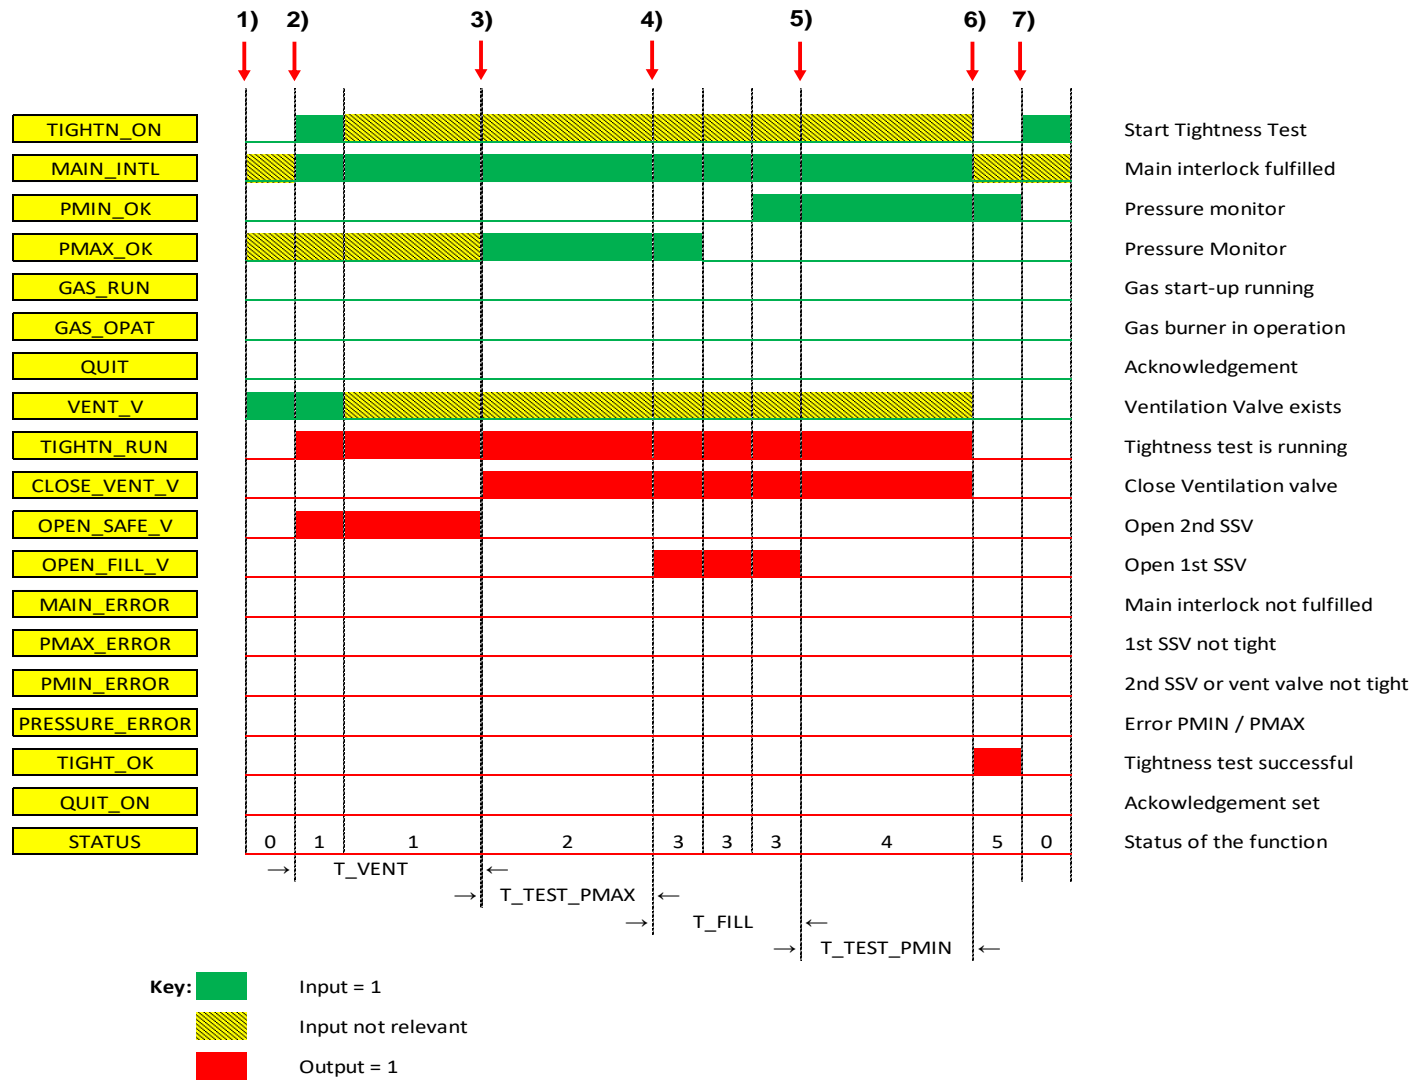 1) 2) 3) 4) 5) 6) 7)
TIGHTN_ON Start Tightness Test
MAIN_INTL Main interlock fulfilled
PMIN_OK Pressure monitor
PMAX_OK Pressure Monitor
GAS_RUN Gas start-up running
GAS_OPAT Gas burner in operation
QUIT Acknowledgement
VENT_V Ventilation Valve exists
TIGHTN_RUN Tightness test is running
CLOSE_VENT_V Close Ventilation valve
OPEN_SAFE_V Open 2nd SSV
OPEN_FILL_V Open 1st SSV
MAIN_ERROR Main interlock not fulfilled
PMAX_ERROR 1st SSV not tight
PMIN_ERROR 2nd SSV or vent valve not tight
PRESSURE_ERROR Error PMIN / PMAX
TIGHT_OK Tightness test successful
QUIT_ON Ackowledgement set
STATUS 0 1 1 2 3 3 3 4 5 0 Status of the function
→ T_VENT ←
→ T_TEST_PMAX ←
→ T_FILL ←
→ T_TEST_PMIN ←
Key: Input = 1
Input not relevant
Output = 1